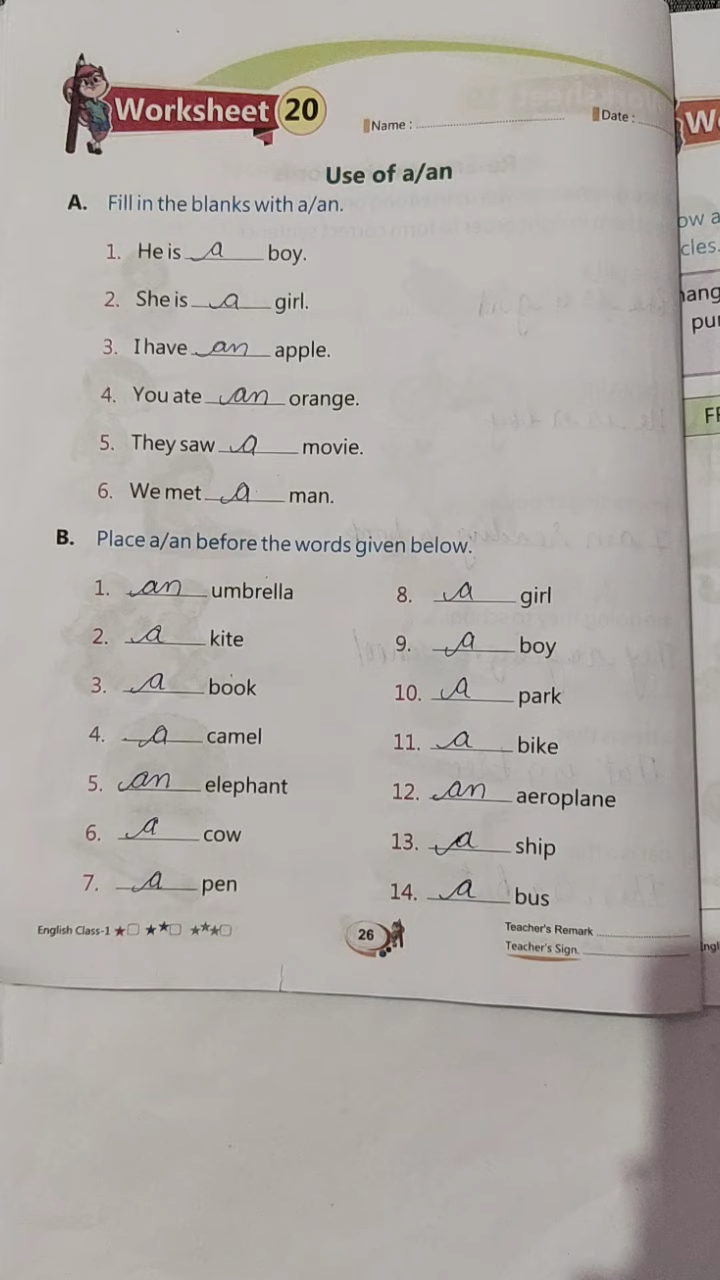 Worksheet 20
Name :
Date :
Use of a/an
A. Fill in the blanks with a/an.
1. He is a boy.
2. She is a girl.
3. I have an apple.
4. You ate an orange.
5. They saw a movie.
6. We met a man.
B. Place a/an before the words given below.
1. an umbrella
2. a kite
3. a book
4. a camel
5. an elephant
6. a cow
7. a pen
8. a girl
9. a boy
10. a park
11. a bike
12. an aeroplane
13. a ship
14. a bus
English Class-1
26
Teacher's Remark
Teacher's Sign.